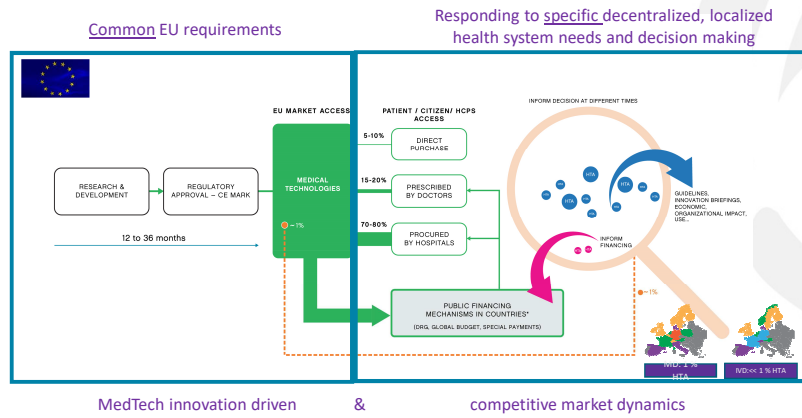 Common EU requirements
Responding to specific decentralized, localized
health system needs and decision making
EU MARKET ACCESS
PATIENT / CITIZEN/ HCPS
ACCESS
INFORM DECISION AT DIFFERENT TIMES
5-10%
DIRECT
PURCHASE
RESEARCH &
DEVELOPMENT
REGULATORY
APPROVAL – CE MARK
MEDICAL
TECHNOLOGIES
15-20%
PRESCRIBED
BY DOCTORS
HTA
HTA
HTA
HTA
GUIDELINES,
INNOVATION BRIEFINGS,
ECONOMIC,
ORGANIZATIONAL IMPACT,
USE...
~ 1%
70-80%
PROCURED
BY HOSPITALS
INFORM
FINANCING
12 to 36 months
PUBLIC FINANCING
MECHANISMS IN COUNTRIES*
(DRG, GLOBAL BUDGET, SPECIAL PAYMENTS)
~1%
MD: 1 %
HTA
IVD:<< 1 % HTA
MedTech innovation driven & competitive market dynamics